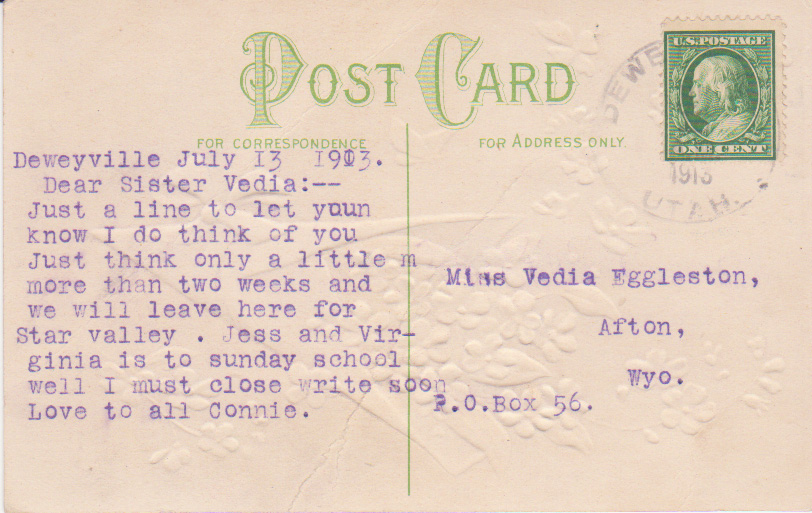 POST CARD
FOR CORRESPONDENCE
FOR ADDRESS ONLY
U.S. POSTAGE
ONE CENT
DEWE
1913
UTAH.
Deweyville July 13 1913.
Dear Sister Vedia:--
Just a line to let youn
know I do think of you
Just think only a little m
more than two weeks and
we will leave here for
Star valley . Jess and Vir-
ginia is to sunday school
well I must close write soon
Love to all Connie.
Miss Vedia Eggleston,
Afton,
Wyo.
P.O.Box 56.